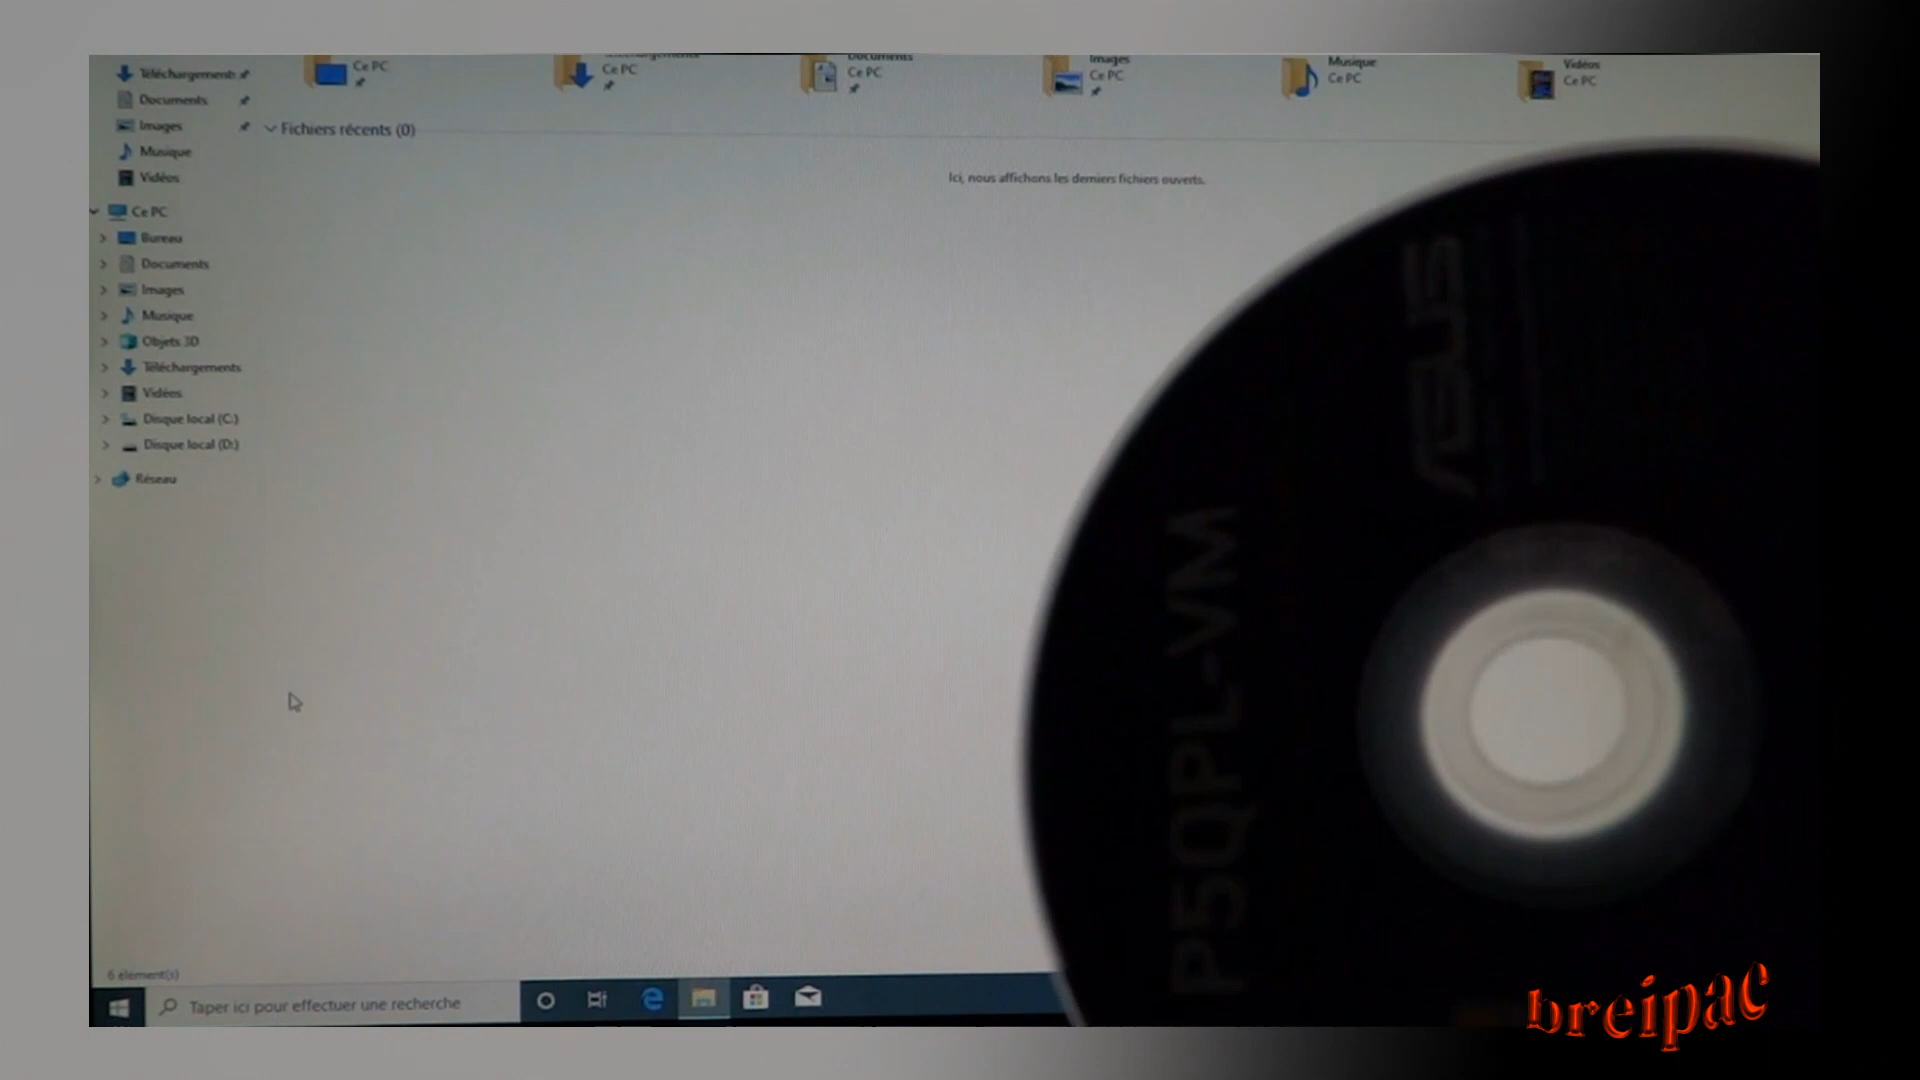 Téléchargements
Documents
Images
Musique
Vidéos
Ce PC
Bureau
Documents
Images
Musique
Objets 3D
Téléchargements
Vidéos
Disque local (C:)
Disque local (D:)
Réseau
6 élément(s)
Ce PC
Téléchargements
Ce PC
Documents
Ce PC
Images
Ce PC
Musique
Ce PC
Vidéos
Ce PC
Fichiers récents (0)
Ici, nous affichons les derniers fichiers ouverts.
Taper ici pour effectuer une recherche
ASUS
P5QPL-VM
breipac